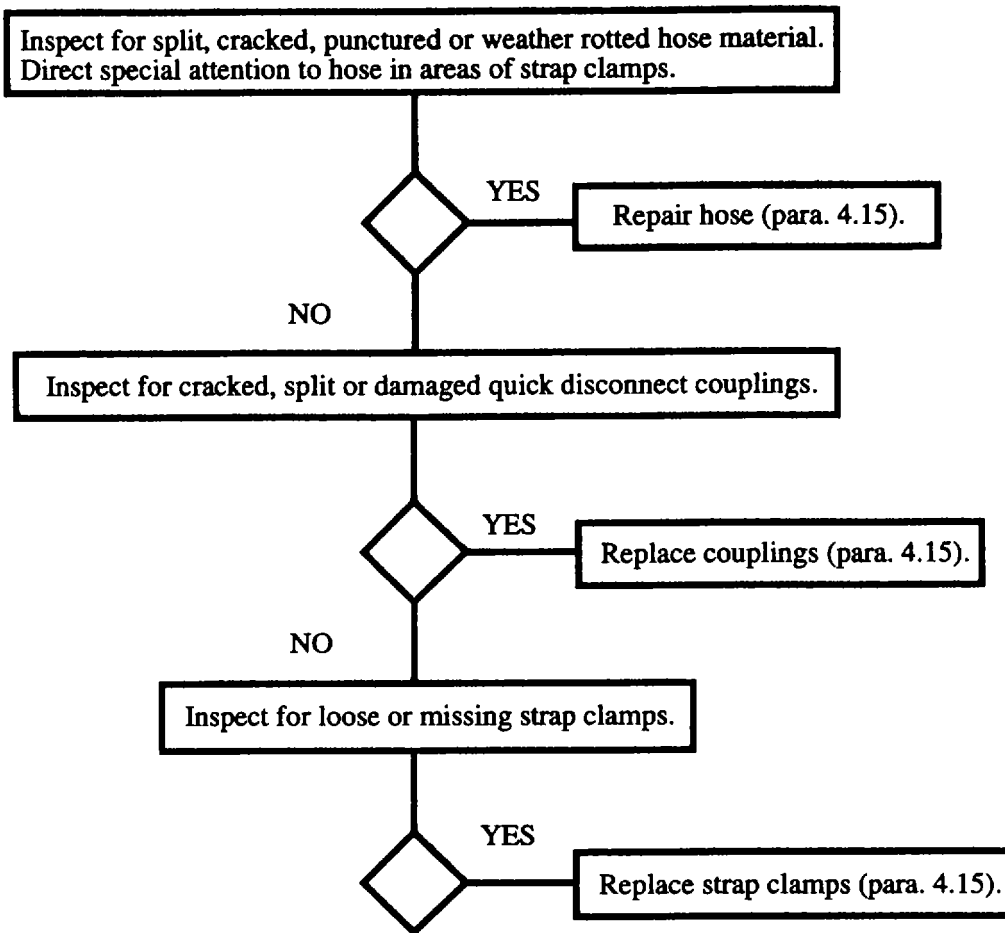 Inspect for split, cracked, punctured or weather rotted hose material.
Direct special attention to hose in areas of strap clamps.
YES
Repair hose (para. 4.15).
NO
Inspect for cracked, split or damaged quick disconnect couplings.
YES
Replace couplings (para. 4.15).
NO
Inspect for loose or missing strap clamps.
YES
Replace strap clamps (para. 4.15).